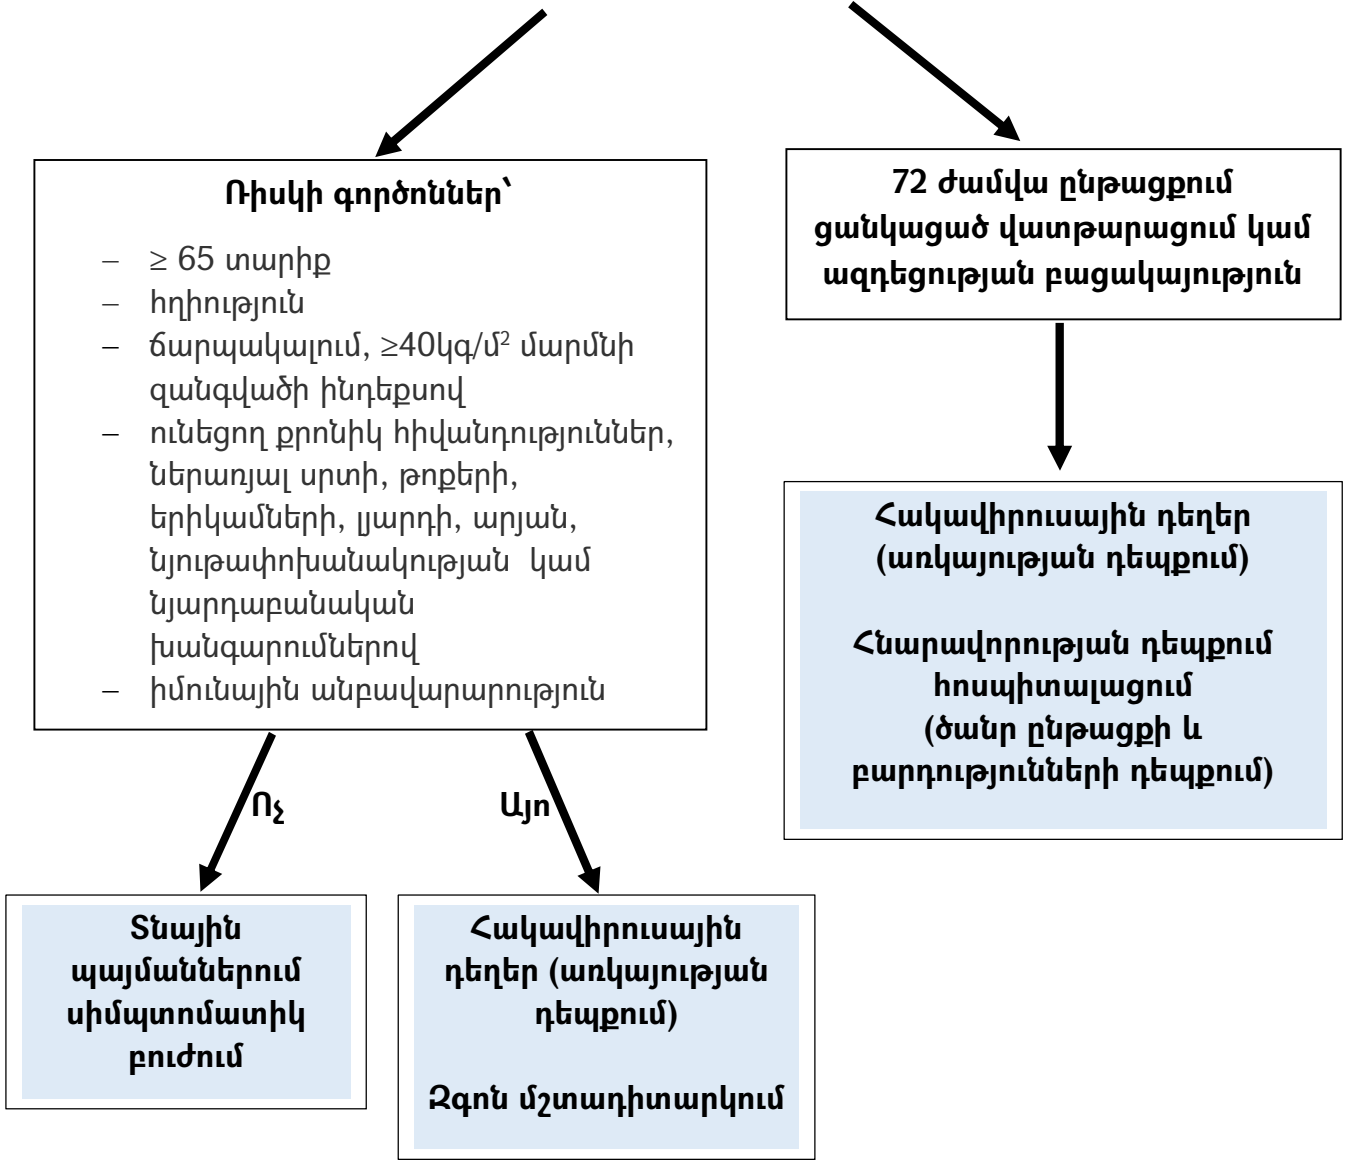 Ռիսկի գործոններ՝
– ≥ 65 տարիք
– հղիություն
– ճարպակալում, ≥40կգ/մ² մարմնի
զանգվածի ինդեքսով
– ունեցող քրոնիկ հիվանդություններ,
ներառյալ սրտի, թոքերի,
երիկամների, լյարդի, արյան,
նյութափոխանակության կամ
նյարդաբանական
խանգարումներով
– իմունային անբավարարություն
72 ժամվա ընթացքում
ցանկացած վատթարացում կամ
ազդեցության բացակայություն
Հակավիրուսային դեղեր
(առկայության դեպքում)
Հնարավորության դեպքում
հոսպիտալացում
(ծանր ընթացքի և
բարդությունների դեպքում)
Ոչ
Այո
Տնային
պայմաններում
սիմպտոմատիկ
բուժում
Հակավիրուսային
դեղեր (առկայության
դեպքում)
Զգոն մշտադիտարկում